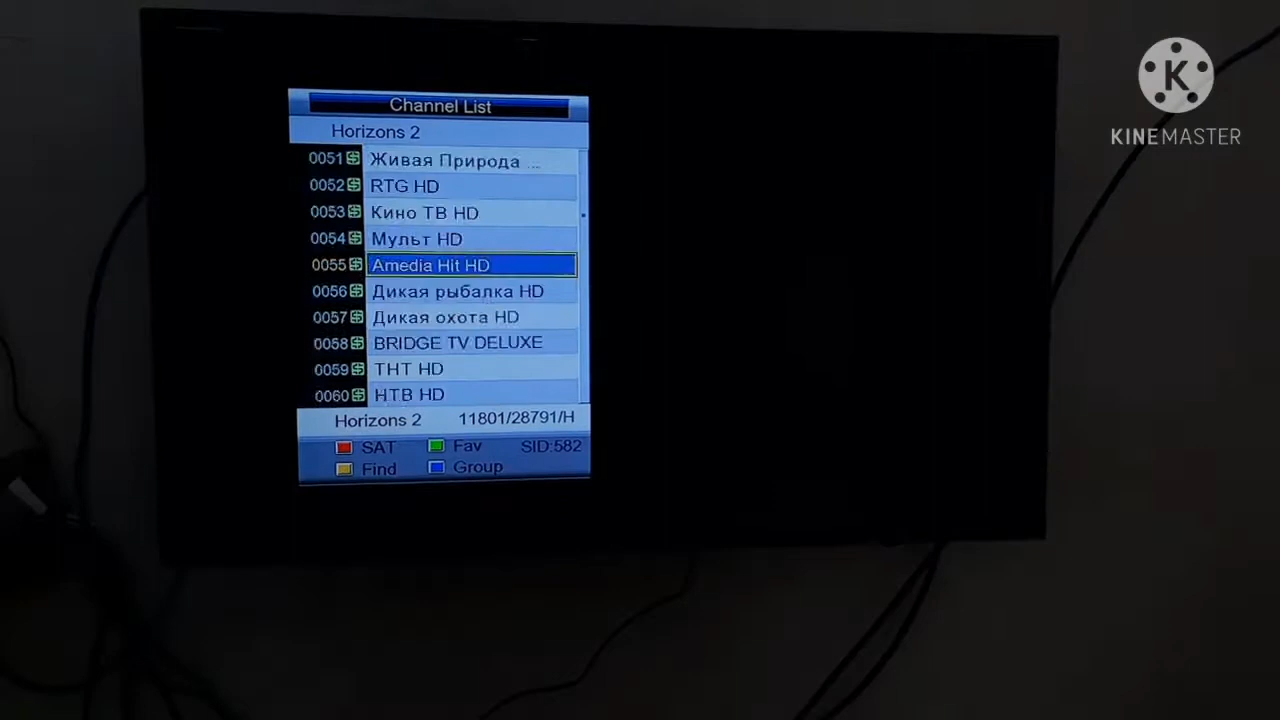 Channel List
Horizons 2
0051 Живая Природа ...
0052 RTG HD
0053 Кино ТВ HD
0054 Мульт HD
0055 Amedia Hit HD
0056 Дикая рыбалка HD
0057 Дикая охота HD
0058 BRIDGE TV DELUXE
0059 ТНТ HD
0060 НТВ HD
Horizons 2 11801/28791/H
SAT Fav SID:582
Find Group
K
KINEMASTER